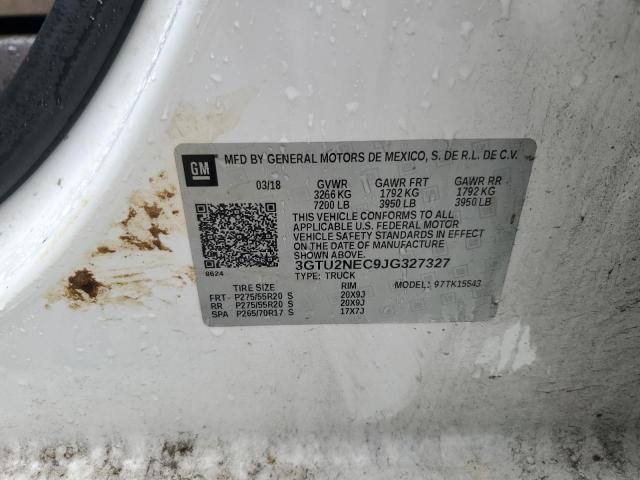 GM MFD BY GENERAL MOTORS DE MEXICO, S. DE R.L. DE C.V.
03/18 GVWR GAWR FRT GAWR RR
3266 KG 1792 KG 1792 KG
7200 LB 3950 LB 3950 LB
THIS VEHICLE CONFORMS TO ALL
APPLICABLE U.S. FEDERAL MOTOR
VEHICLE SAFETY STANDARDS IN EFFECT
ON THE DATE OF MANUFACTURE
SHOWN ABOVE.
3GTU2NEC9JG327327
8624 TYPE: TRUCK
TIRE SIZE RIM MODEL: 97TK15543
FRT P275/55R20 S 20X9J
RR P275/55R20 S 20X9J
SPA P265/70R17 S 17X7J